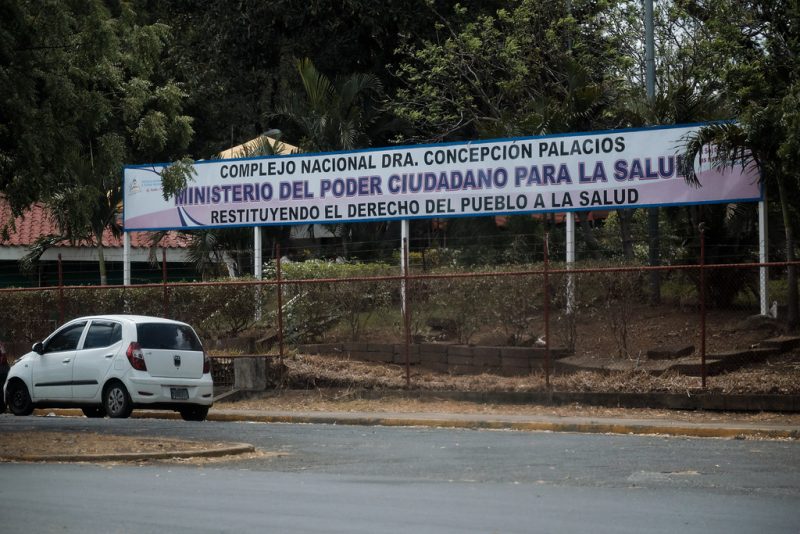 COMPLEJO NACIONAL DRA. CONCEPCIÓN PALACIOS
MINISTERIO DEL PODER CIUDADANO PARA LA SALUD
RESTITUYENDO EL DERECHO DEL PUEBLO A LA SALUD